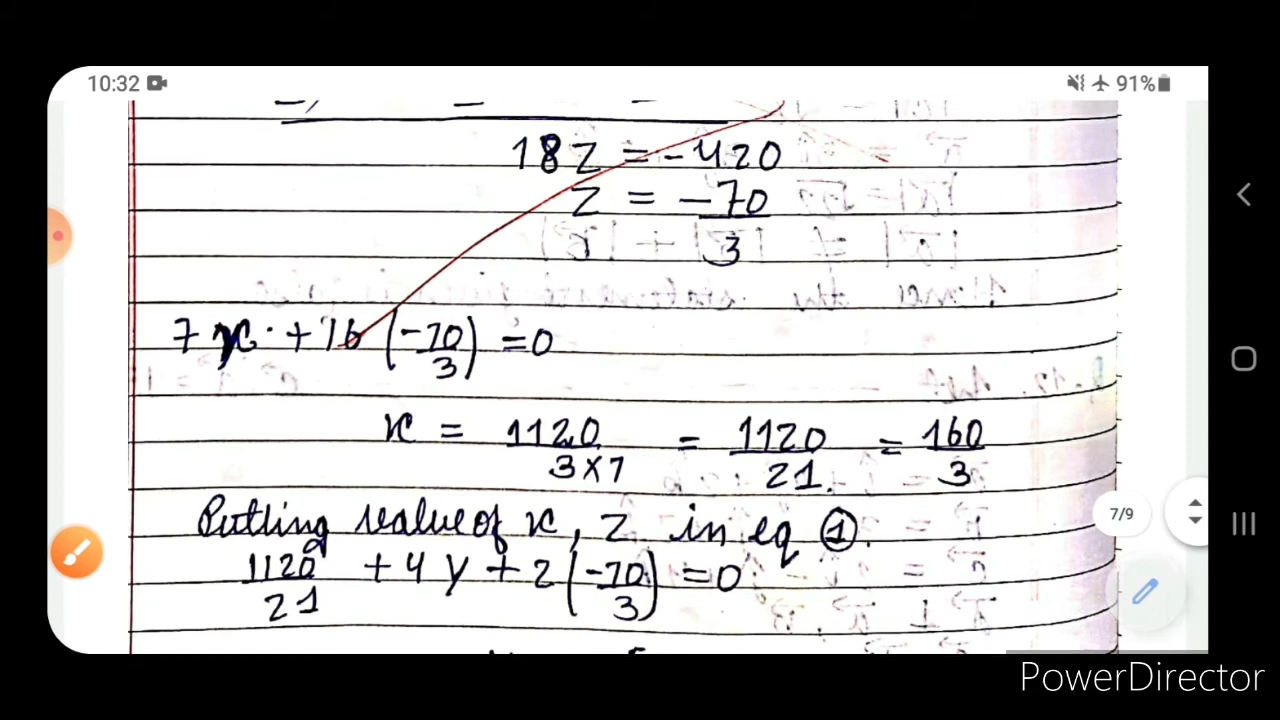 10:32 91%
18z = -420
z = -70/3
7x + 16 (-70/3) = 0
x = 1120/3×7 = 1120/21 = 160/3
Putting value of x, z in eq ①.
1120/21 + 4y + 2 (-70/3) = 0
7/9
PowerDirector